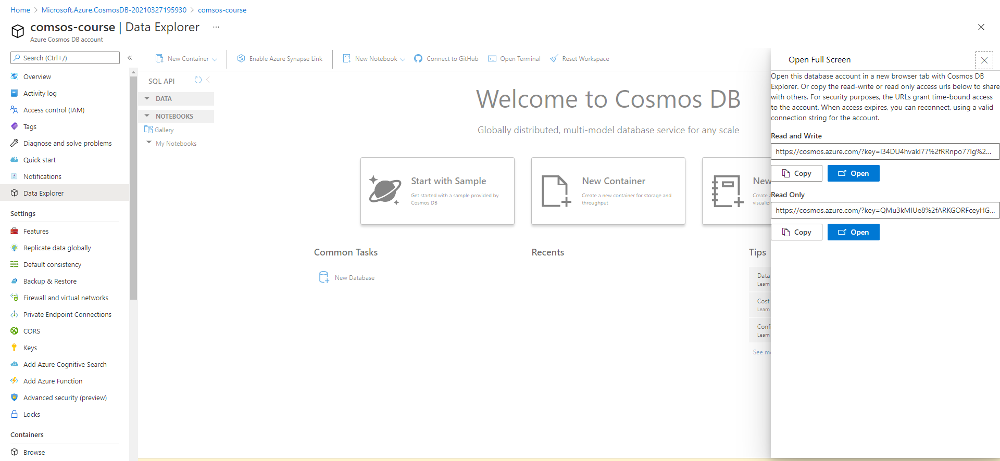 Home > Microsoft.Azure.CosmosDB-20210327195930 > comsos-course
comsos-course | Data Explorer ...
Azure Cosmos DB account
Search (Ctrl+/)
«
Overview
Activity log
Access control (IAM)
Tags
Diagnose and solve problems
Quick start
Notifications
Data Explorer
Settings
Features
Replicate data globally
Default consistency
Backup & Restore
Firewall and virtual networks
Private Endpoint Connections
CORS
Keys
Add Azure Cognitive Search
Add Azure Function
Advanced security (preview)
Locks
Containers
Browse
New Container
Enable Azure Synapse Link
New Notebook
Connect to GitHub
Open Terminal
Reset Workspace
SQL API
DATA
NOTEBOOKS
Gallery
My Notebooks
Welcome to Cosmos DB
Globally distributed, multi-model database service for any scale
Start with Sample
Get started with a sample provided by
Cosmos DB
New Container
Create a new container for storage and
throughput
New
Create a
visualizi
Common Tasks
New Database
Recents
Tips
Data
Learn
Cost
Learn
Conf
Learn
See mo
Open Full Screen
Open this database account in a new browser tab with Cosmos DB
Explorer. Or copy the read-write or read only access urls below to share
with others. For security purposes, the URLs grant time-bound access
to the account. When access expires, you can reconnect, using a valid
connection string for the account.
Read and Write
https://cosmos.azure.com/?key=I34DU4hvakI77%2fRRnpo77Ig%2...
Copy
Open
Read Only
https://cosmos.azure.com/?key=QMu3kMIUe8%2fARKGORFceyHG...
Copy
Open